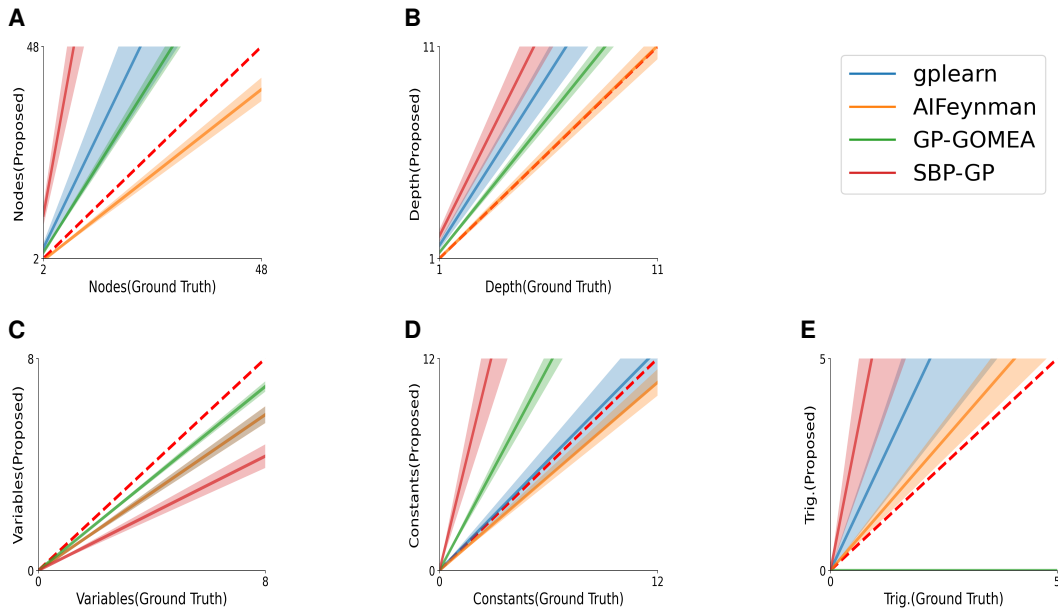 A
48
Nodes(Proposed)
2
2
48
Nodes(Ground Truth)
B
11
Depth(Proposed)
1
1
11
Depth(Ground Truth)
gplearn
AIFeynman
GP-GOMEA
SBP-GP
C
8
Variables(Proposed)
0
0
8
Variables(Ground Truth)
D
12
Constants(Proposed)
0
0
12
Constants(Ground Truth)
E
5
Trig.(Proposed)
0
0
5
Trig.(Ground Truth)